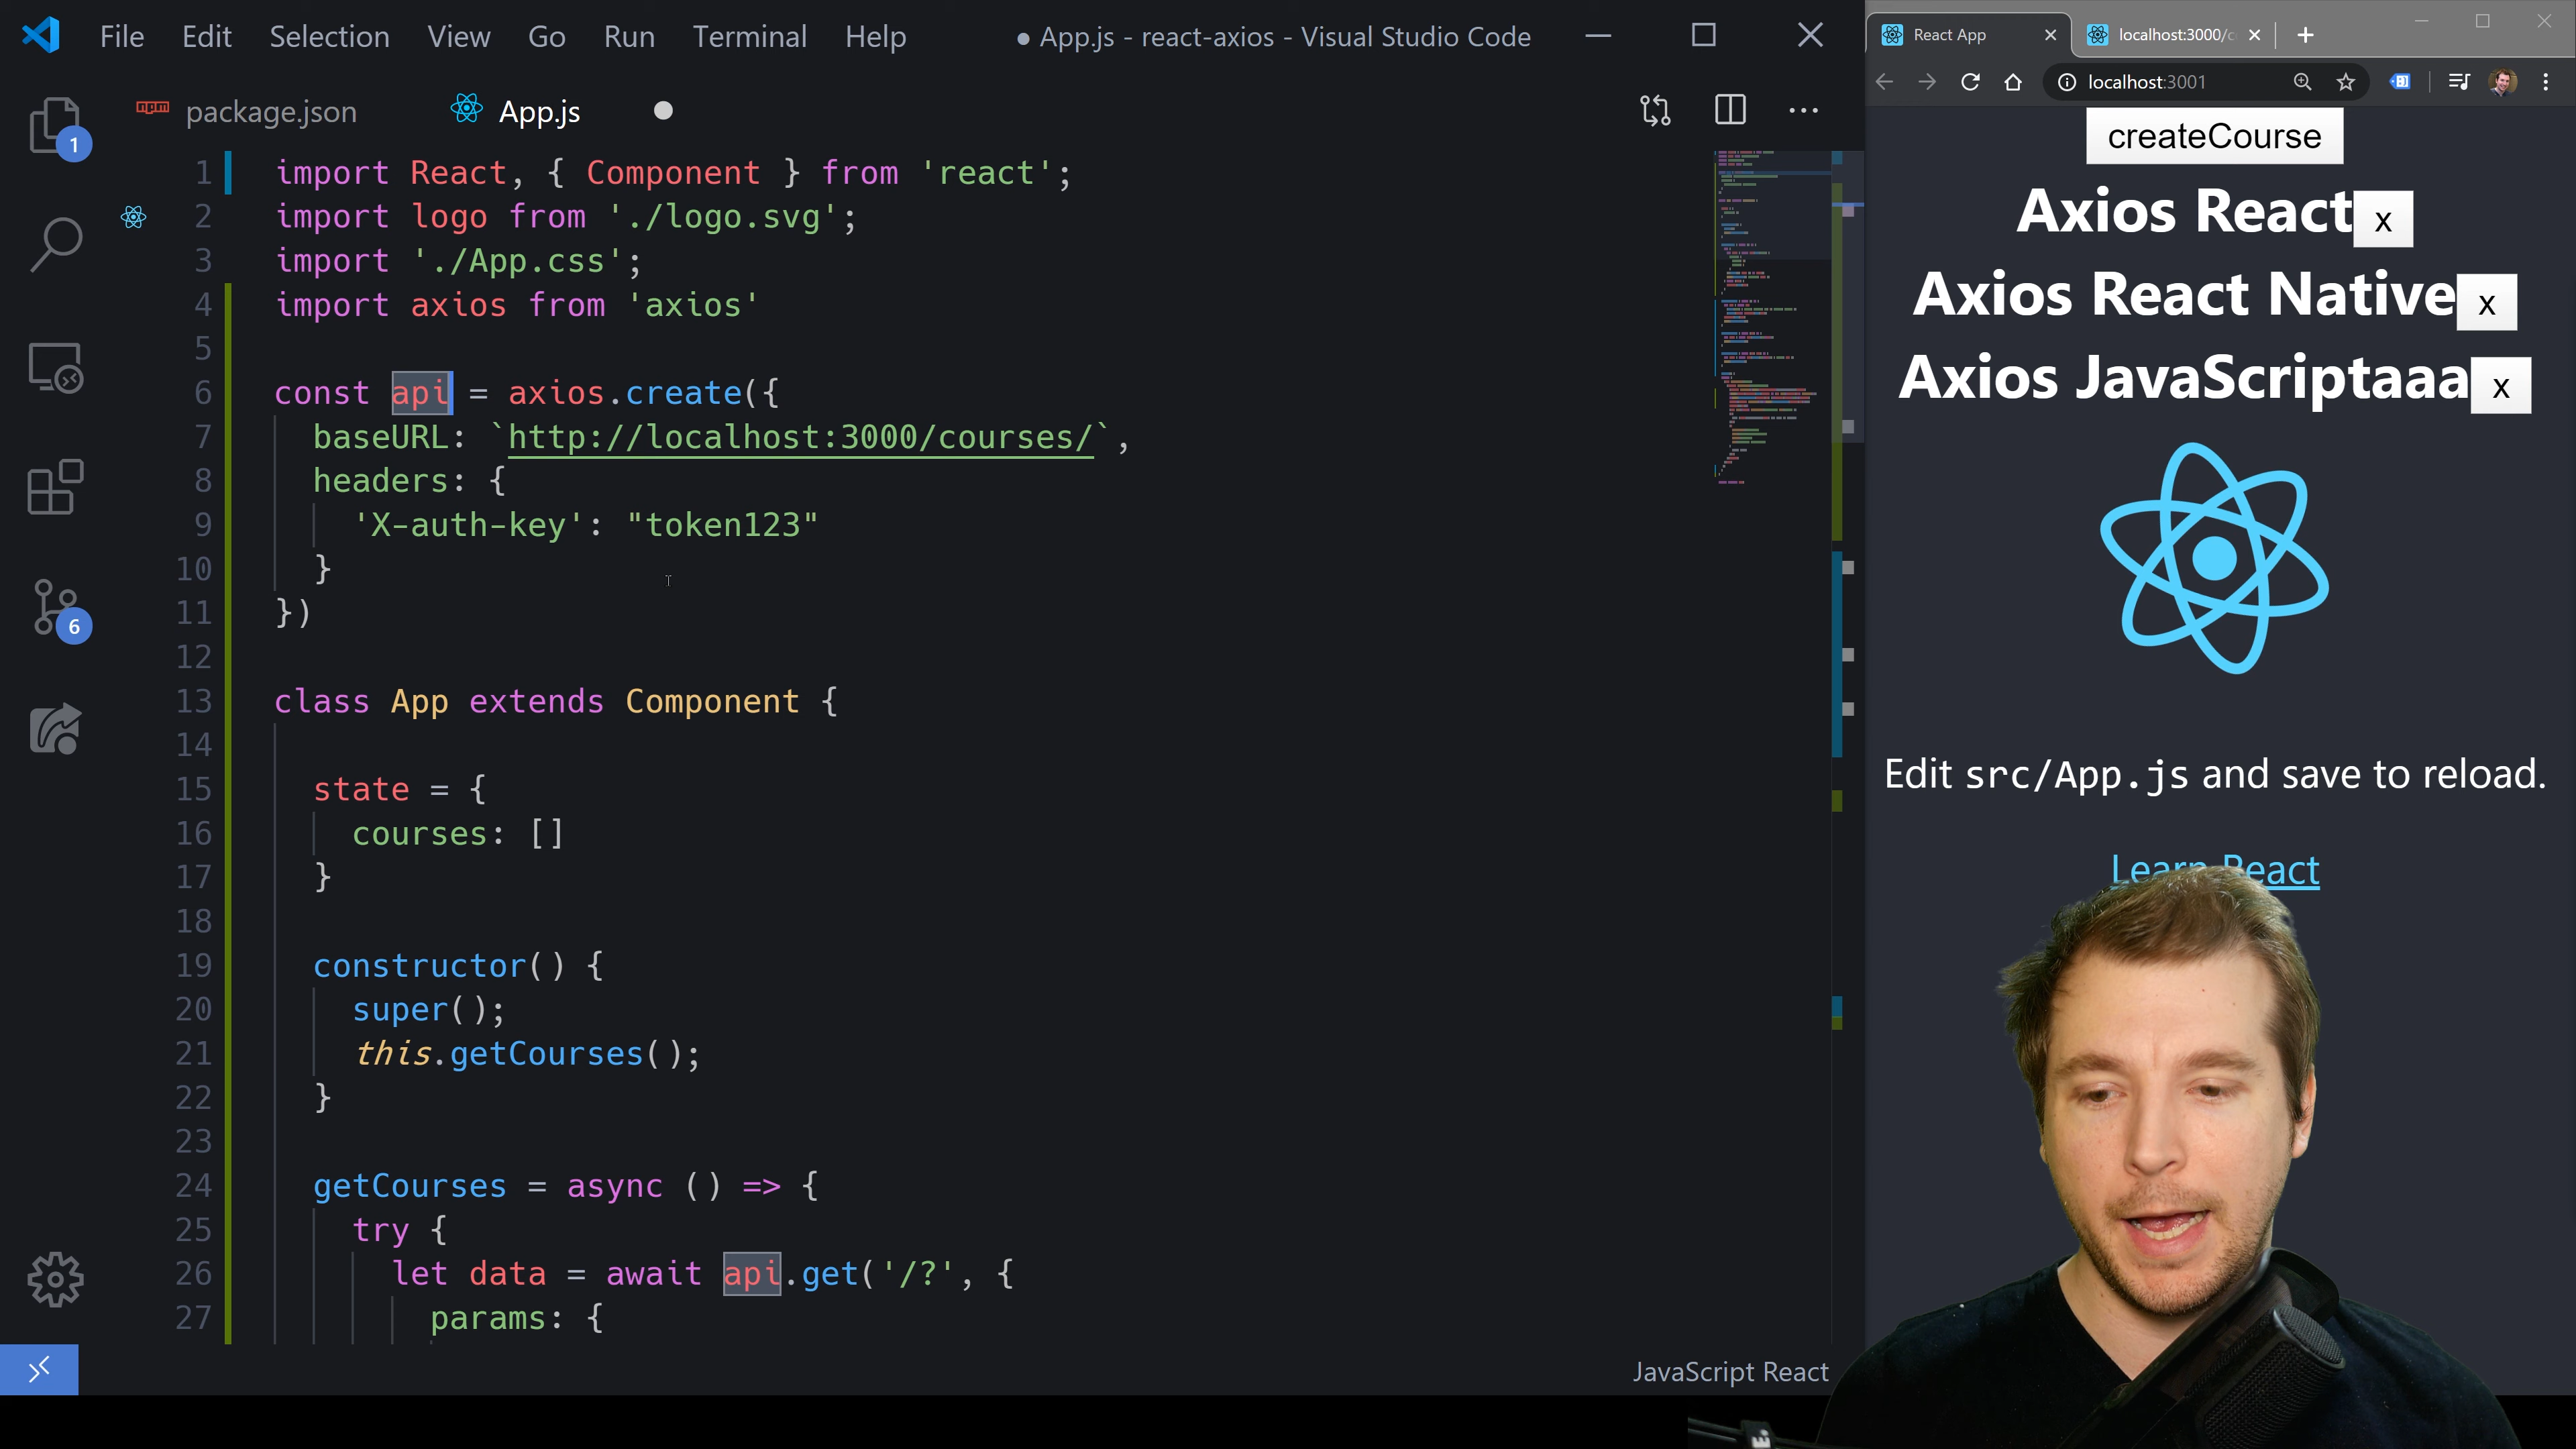 File Edit Selection View Go Run Terminal Help
● App.js - react-axios - Visual Studio Code
package.json
App.js
1
6
1 import React, { Component } from 'react';
2 import logo from './logo.svg';
3 import './App.css';
4 import axios from 'axios'
5
6 const api = axios.create({
7 baseURL: `http://localhost:3000/courses/`,
8 headers: {
9 'X-auth-key': "token123"
10 }
11 })
12
13 class App extends Component {
14
15 state = {
16 courses: []
17 }
18
19 constructor() {
20 super();
21 this.getCourses();
22 }
23
24 getCourses = async () => {
25 try {
26 let data = await api.get('/?', {
27 params: {
JavaScript React
React App
localhost:3000/c
localhost:3001
createCourse
Axios React x
Axios React Native x
Axios JavaScriptaaa x
Edit src/App.js and save to reload.
Learn React